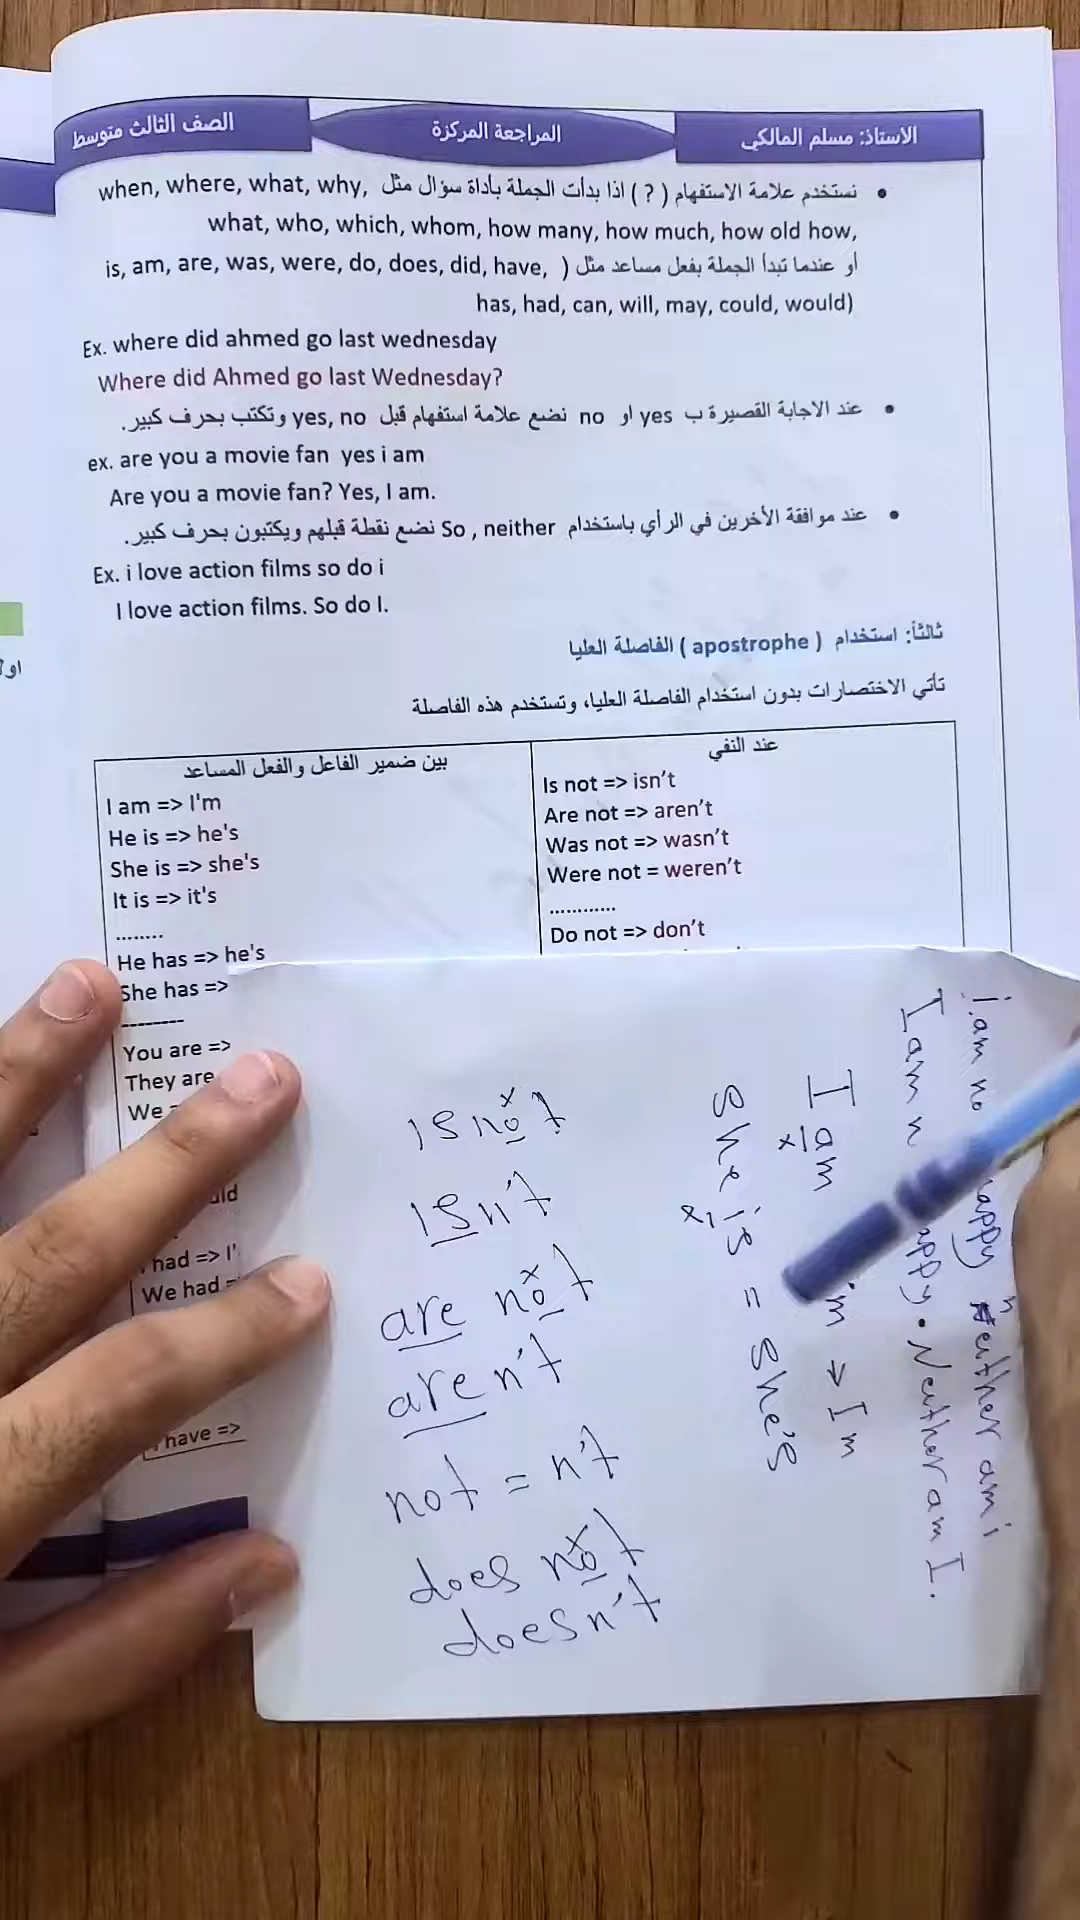 الصف الثالث متوسط
المراجعة المركزة
الاستاذ: مسلم المالكي
• نستخدم علامة الاستفهام ( ? ) اذا بدأت الجملة بأداة سؤال مثل when, where, what, why,
what, who, which, whom, how many, how much, how old how,
أو عندما تبدأ الجملة بفعل مساعد مثل ( is, am, are, was, were, do, does, did, have,
has, had, can, will, may, could, would)
Ex. where did ahmed go last wednesday
Where did Ahmed go last Wednesday?
• عند الاجابة القصيرة ب yes او no نضع علامة استفهام قبل yes, no وتكتب بحرف كبير.
ex. are you a movie fan yes i am
Are you a movie fan? Yes, I am.
• عند موافقة الأخرين في الرأي باستخدام So , neither نضع نقطة قبلهم ويكتبون بحرف كبير.
Ex. i love action films so do i
I love action films. So do I.
ثالثاً: استخدام ( apostrophe ) الفاصلة العليا
تأتي الاختصارات بدون استخدام الفاصلة العليا، وتستخدم هذه الفاصلة
بين ضمير الفاعل والفعل المساعد
I am => I'm
He is => he's
She is => she's
It is => it's
........
He has => he's
She has =>
--------
You are =>
They are
We
had => I'
We had
have =>
عند النفي
Is not => isn't
Are not => aren't
Was not => wasn't
Were not = weren't
............
Do not => don't
is not
isn't
are not
aren't
not = n't
does not
doesn't
i am no appy neither am i
I am n appy. Neither am I.
I am 'm → Im
She is = She's